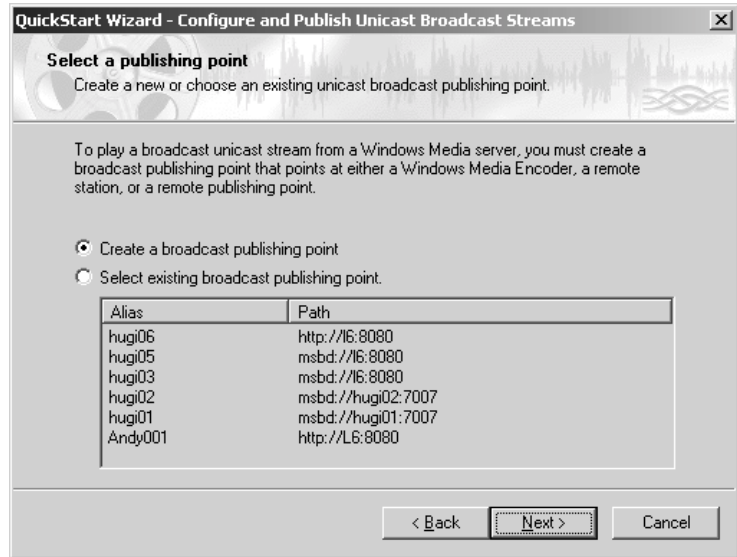 QuickStart Wizard - Configure and Publish Unicast Broadcast Streams
Select a publishing point
Create a new or choose an existing unicast broadcast publishing point.
To play a broadcast unicast stream from a Windows Media server, you must create a
broadcast publishing point that points at either a Windows Media Encoder, a remote
station, or a remote publishing point.
Create a broadcast publishing point
Select existing broadcast publishing point.
Alias Path
hugi06 http://l6:8080
hugi05 msbd://l6:8080
hugi03 msbd://l6:8080
hugi02 msbd://hugi02:7007
hugi01 msbd://hugi01:7007
Andy001 http://L6:8080
< Back Next > Cancel